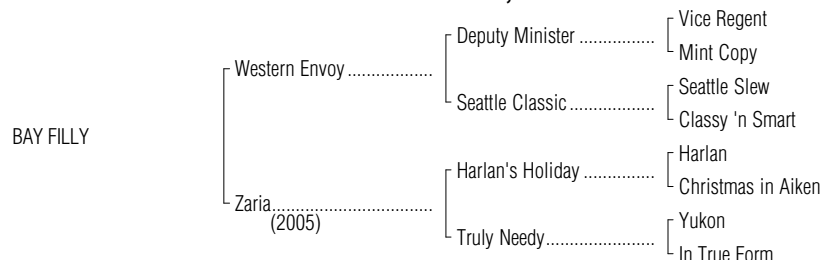 Vice Regent
Deputy Minister ................
Mint Copy
Western Envoy ..................
Seattle Slew
Seattle Classic..................
Classy 'n Smart
BAY FILLY
Harlan
Harlan's Holiday ...............
Christmas in Aiken
Zaria..................................
(2005)
Yukon
Truly Needy.......................
In True Form